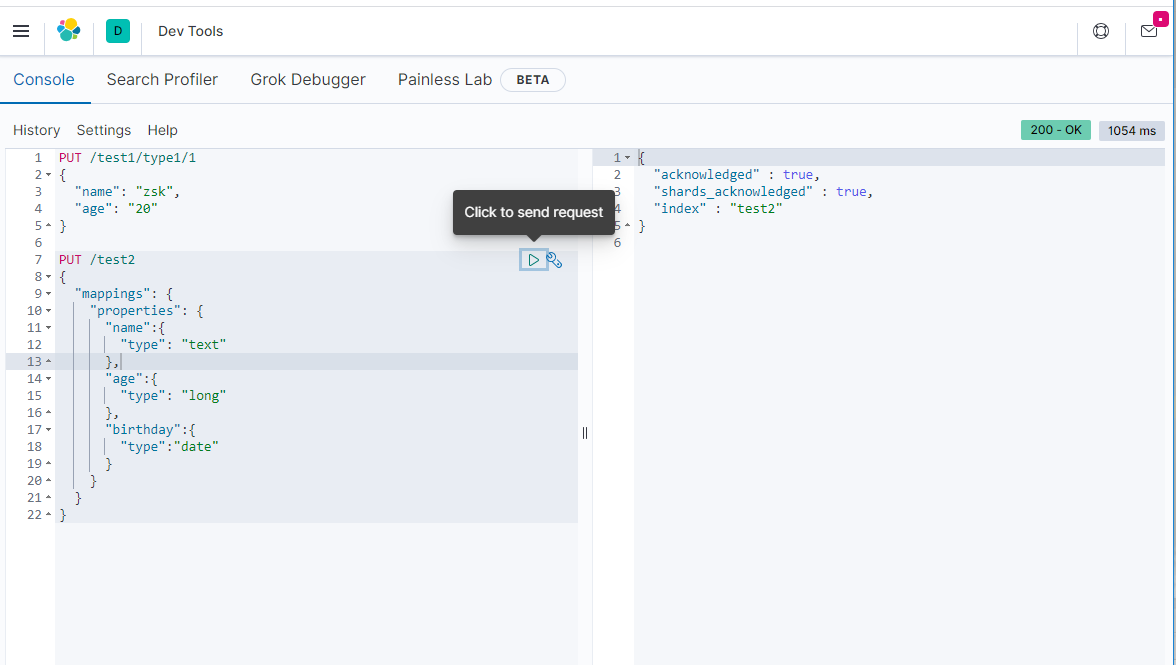 D Dev Tools
Console Search Profiler Grok Debugger Painless Lab BETA
History Settings Help 200 - OK 1054 ms
1 PUT /test1/type1/1
2 {
3 "name": "zsk",
4 "age": "20"
5 }
6
7 PUT /test2
8 {
9 "mappings": {
10 "properties": {
11 "name":{
12 "type": "text"
13 },
14 "age":{
15 "type": "long"
16 },
17 "birthday":{
18 "type":"date"
19 }
20 }
21 }
22 }
Click to send request
1 {
2 "acknowledged" : true,
3 "shards_acknowledged" : true,
4 "index" : "test2"
5 }
6